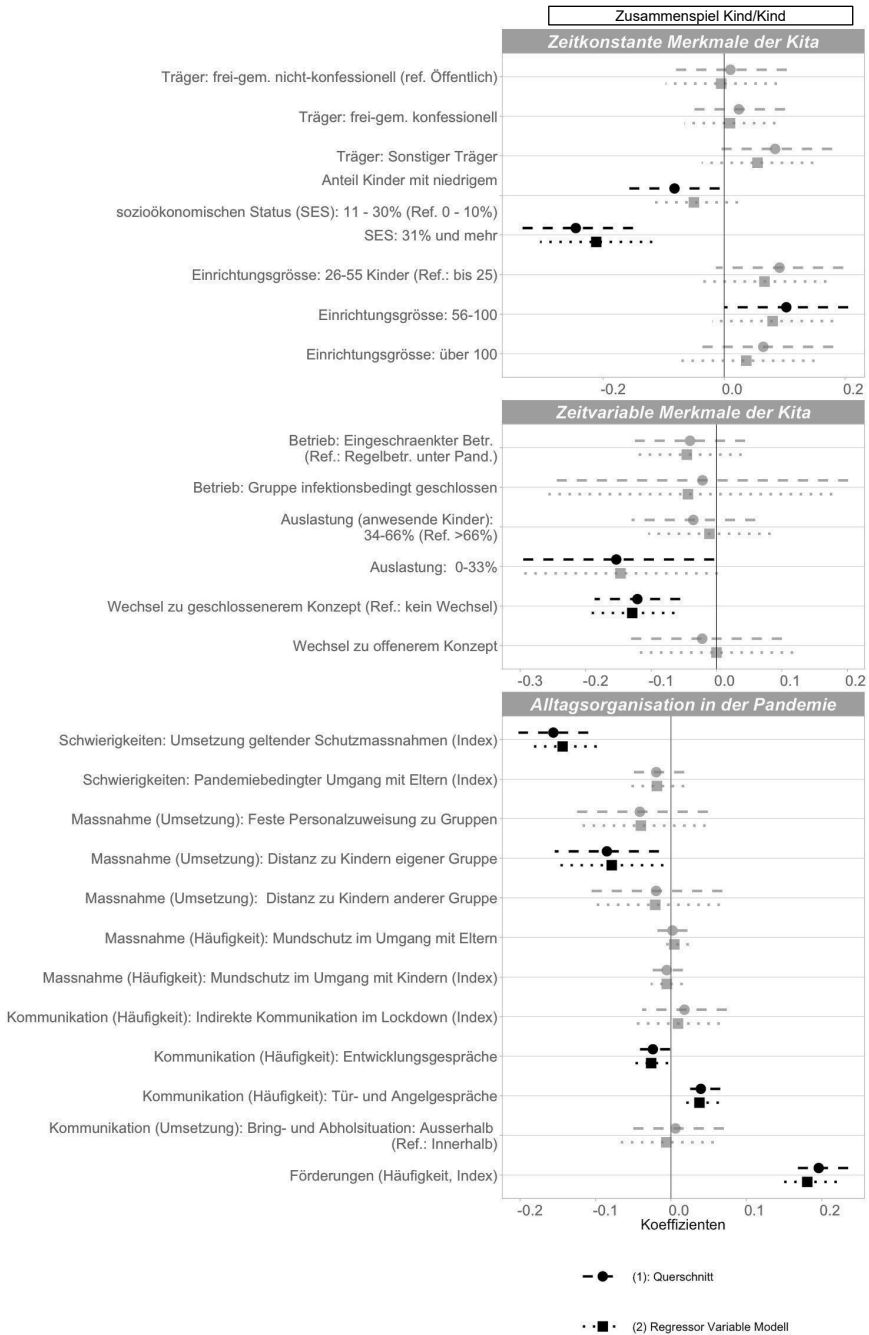 Zusammenspiel Kind/Kind
Zeitkonstante Merkmale der Kita
Träger: frei-gem. nicht-konfessionell (ref. Öffentlich)
Träger: frei-gem. konfessionell
Träger: Sonstiger Träger
Anteil Kinder mit niedrigem
sozioökonomischen Status (SES): 11 - 30% (Ref. 0 - 10%)
SES: 31% und mehr
Einrichtungsgrösse: 26-55 Kinder (Ref.: bis 25)
Einrichtungsgrösse: 56-100
Einrichtungsgrösse: über 100
-0.2 0.0 0.2
Zeitvariable Merkmale der Kita
Betrieb: Eingeschraenkter Betr.
(Ref.: Regelbetr. unter Pand.)
Betrieb: Gruppe infektionsbedingt geschlossen
Auslastung (anwesende Kinder):
34-66% (Ref. >66%)
Auslastung: 0-33%
Wechsel zu geschlossenerem Konzept (Ref.: kein Wechsel)
Wechsel zu offenerem Konzept
-0.3 -0.2 -0.1 0.0 0.1 0.2
Alltagsorganisation in der Pandemie
Schwierigkeiten: Umsetzung geltender Schutzmassnahmen (Index)
Schwierigkeiten: Pandemiebedingter Umgang mit Eltern (Index)
Massnahme (Umsetzung): Feste Personalzuweisung zu Gruppen
Massnahme (Umsetzung): Distanz zu Kindern eigener Gruppe
Massnahme (Umsetzung): Distanz zu Kindern anderer Gruppe
Massnahme (Häufigkeit): Mundschutz im Umgang mit Eltern
Massnahme (Häufigkeit): Mundschutz im Umgang mit Kindern (Index)
Kommunikation (Häufigkeit): Indirekte Kommunikation im Lockdown (Index)
Kommunikation (Häufigkeit): Entwicklungsgespräche
Kommunikation (Häufigkeit): Tür- und Angelgespräche
Kommunikation (Umsetzung): Bring- und Abholsituation: Ausserhalb
(Ref.: Innerhalb)
Förderungen (Häufigkeit, Index)
-0.2 -0.1 0.0 0.1 0.2
Koeffizienten
(1): Querschnitt
(2) Regressor Variable Modell